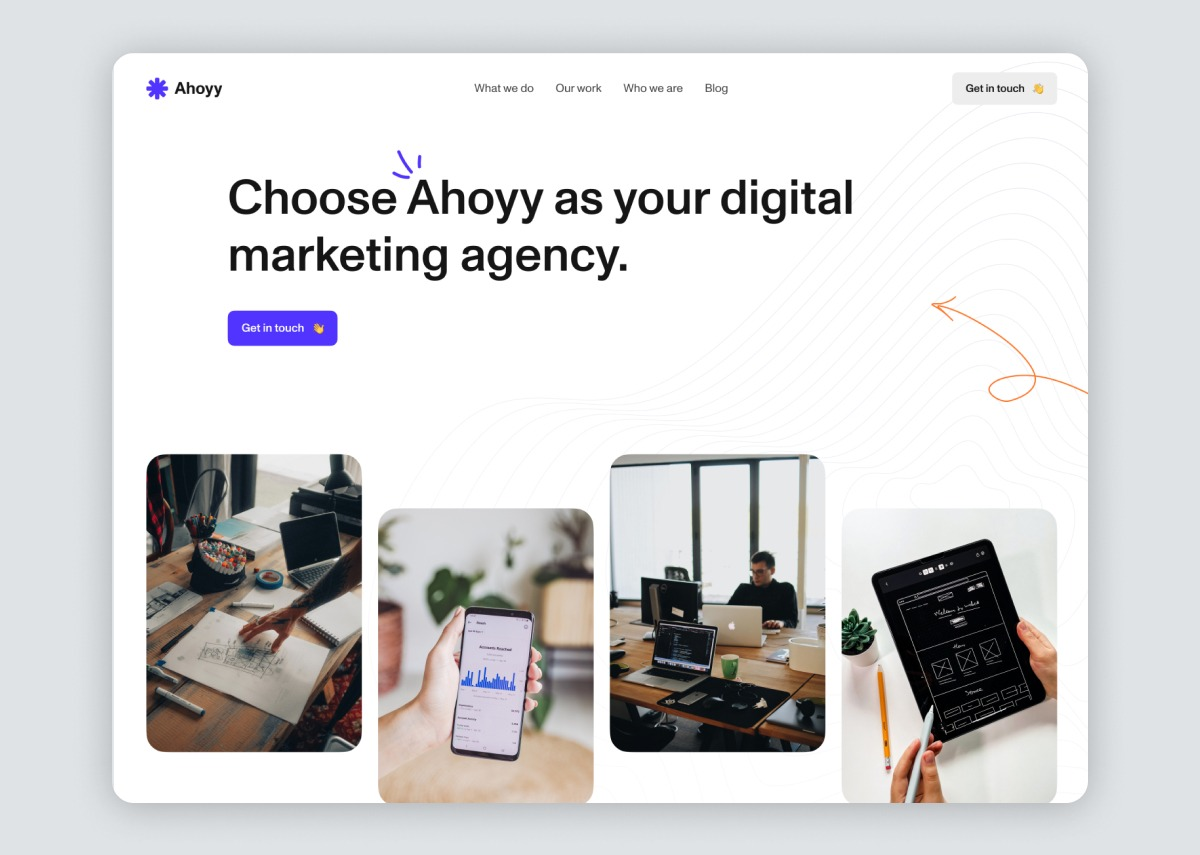 Ahoyy
What we do
Our work
Who we are
Blog
Get in touch 👋
Choose Ahoyy as your digital
marketing agency.
Get in touch 👋
Reach
Accounts Reached